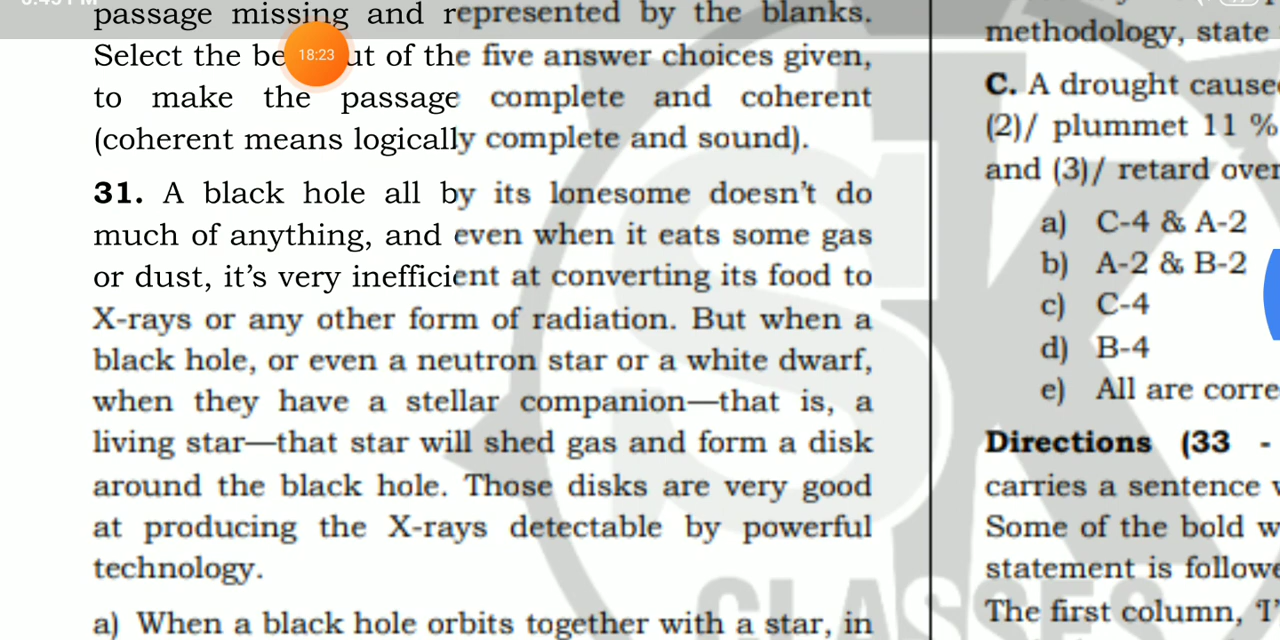 passage missing and represented by the blanks.
Select the be ut of the five answer choices given,
to make the passage complete and coherent
(coherent means logically complete and sound).
31. A black hole all by its lonesome doesn't do
much of anything, and even when it eats some gas
or dust, it's very inefficient at converting its food to
X-rays or any other form of radiation. But when a
black hole, or even a neutron star or a white dwarf,
when they have a stellar companion—that is, a
living star—that star will shed gas and form a disk
around the black hole. Those disks are very good
at producing the X-rays detectable by powerful
technology.
a) When a black hole orbits together with a star, in
18:23
methodology, state
C. A drought cause
(2)/ plummet 11 %
and (3)/ retard over
a) C-4 & A-2
b) A-2 & B-2
c) C-4
d) B-4
e) All are corre
Directions (33 -
carries a sentence
Some of the bold w
statement is followe
The first column, 'I'
SK
CLASSES